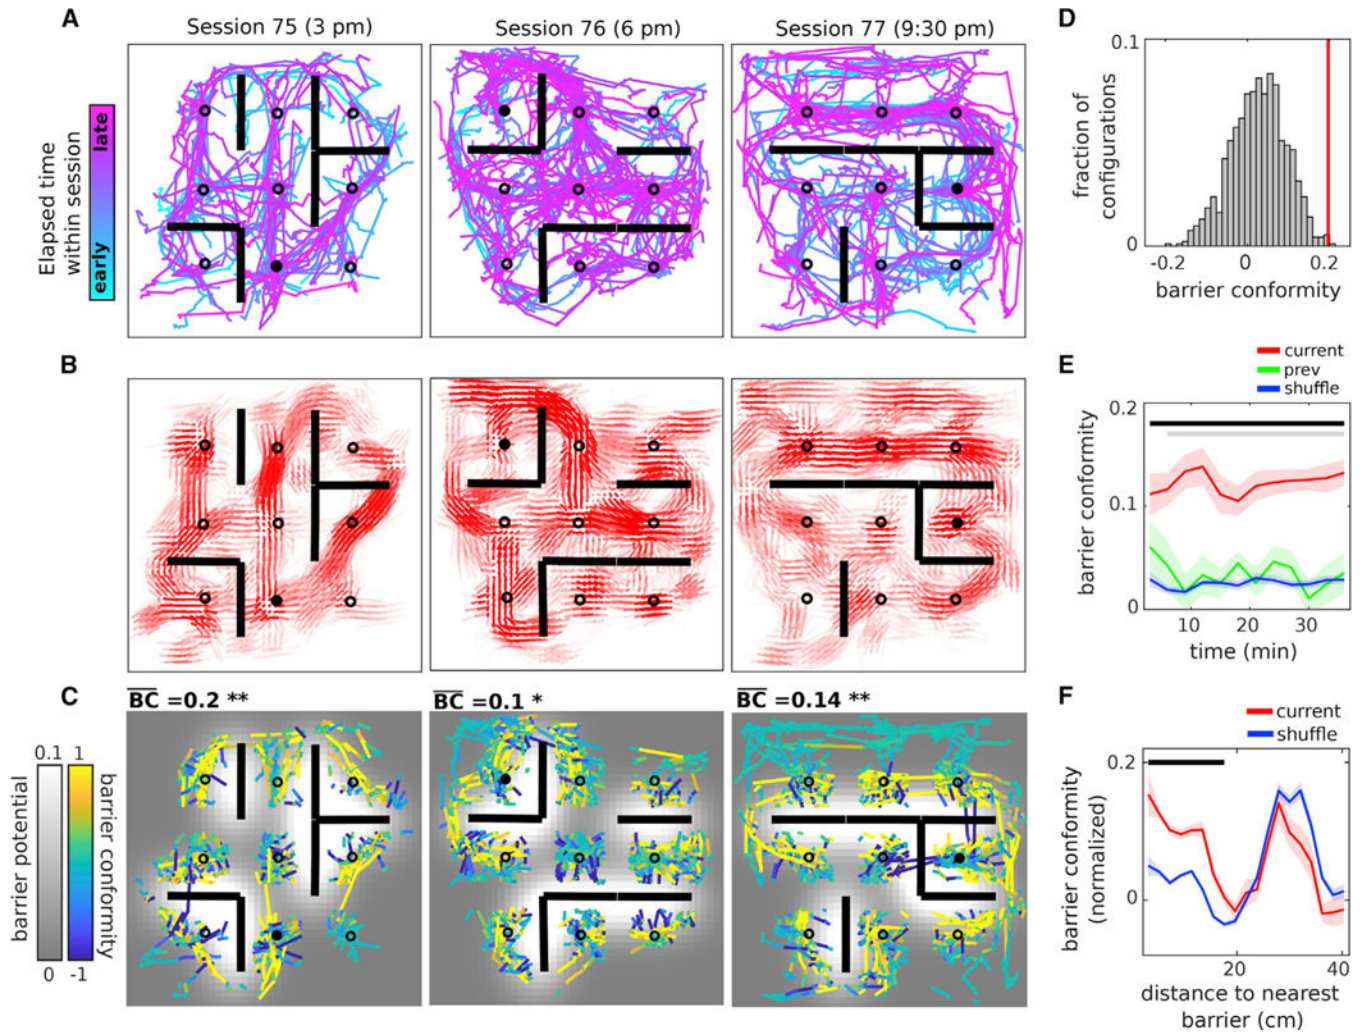 A
Session 75 (3 pm)
Session 76 (6 pm)
Session 77 (9:30 pm)
Elapsed time
within session
early
late
B
C
BC =0.2 **
BC =0.1 *
BC =0.14 **
barrier potential
0.1
0
1
-1
barrier conformity
D
fraction of
configurations
0.1
0
-0.2
0
0.2
barrier conformity
E
current
prev
shuffle
barrier conformity
0.2
0.1
0
10
20
30
time (min)
F
current
shuffle
barrier conformity
(normalized)
0.2
0
20
40
distance to nearest
barrier (cm)